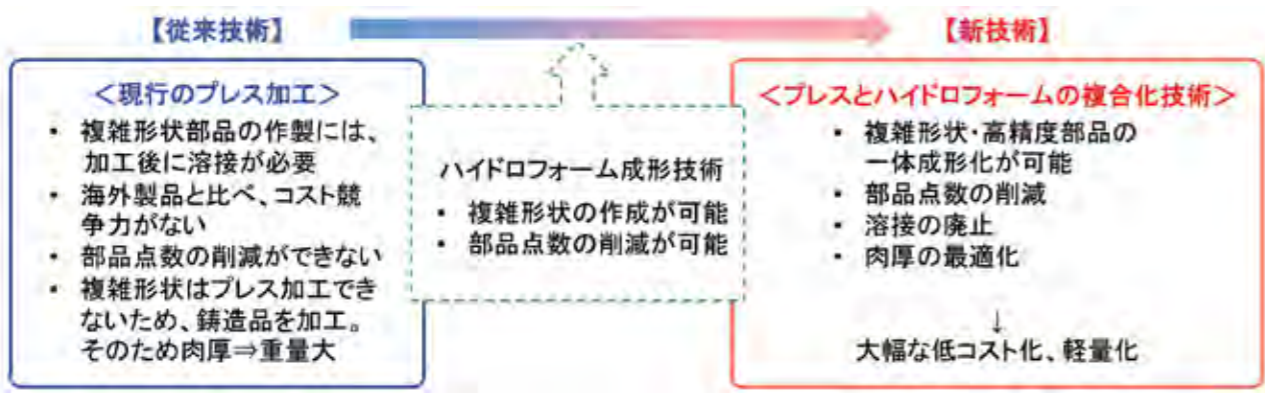 【従来技術】
<現行のプレス加工>
・ 複雑形状部品の作製には、
加工後に溶接が必要
・ 海外製品と比べ、コスト競
争力がない
・ 部品点数の削減ができない
・ 複雑形状はプレス加工でき
ないため、鋳造品を加工。
そのため肉厚⇒重量大
ハイドロフォーム成形技術
・ 複雑形状の作成が可能
・ 部品点数の削減が可能
【新技術】
<プレスとハイドロフォームの複合化技術>
・ 複雑形状・高精度部品の
一体成形化が可能
・ 部品点数の削減
・ 溶接の廃止
・ 肉厚の最適化
↓
大幅な低コスト化、軽量化